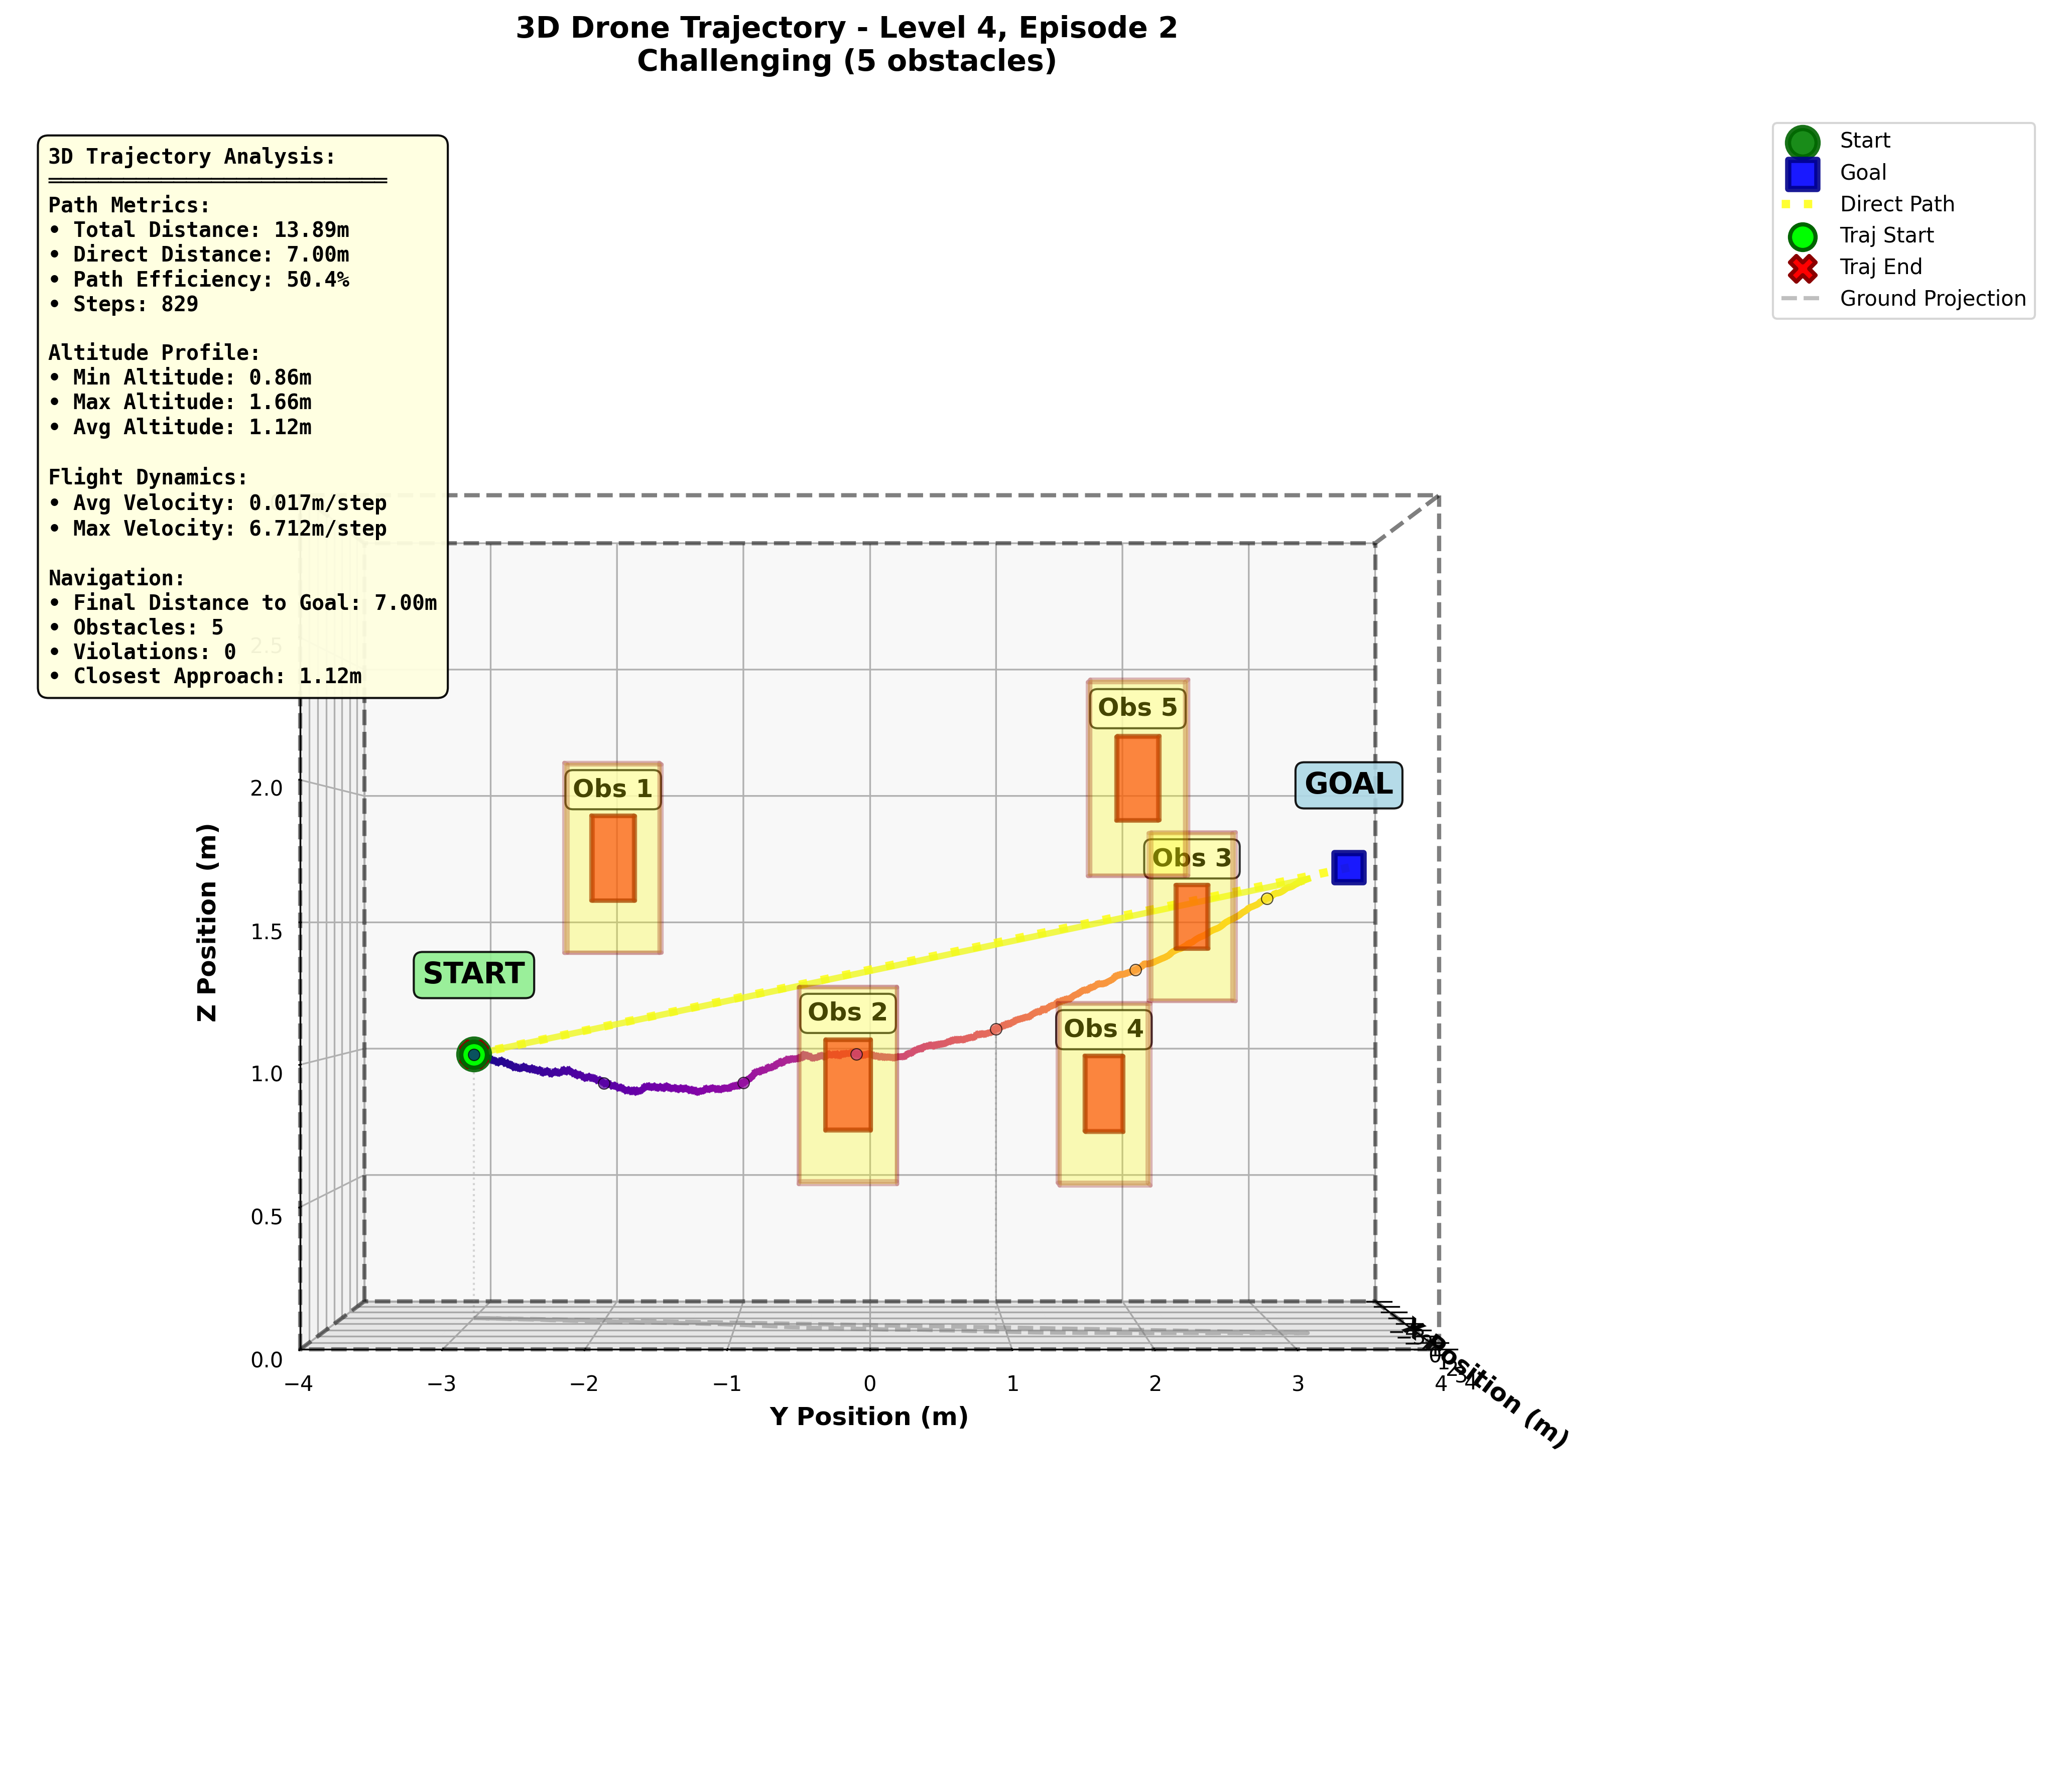 3D Drone Trajectory - Level 4, Episode 2
Challenging (5 obstacles)
3D Trajectory Analysis:
Path Metrics:
• Total Distance: 13.89m
• Direct Distance: 7.00m
• Path Efficiency: 50.4%
• Steps: 829
Altitude Profile:
• Min Altitude: 0.86m
• Max Altitude: 1.66m
• Avg Altitude: 1.12m
Flight Dynamics:
• Avg Velocity: 0.017m/step
• Max Velocity: 6.712m/step
Navigation:
• Final Distance to Goal: 7.00m
• Obstacles: 5
• Violations: 0
• Closest Approach: 1.12m
Start
Goal
Direct Path
Traj Start
Traj End
Ground Projection
Obs 5
Obs 1
GOAL
Obs 3
START
Obs 2
Obs 4
Z Position (m)
2.5
2.0
1.5
1.0
0.5
0.0
−4
−3
−2
−1
0
1
2
3
4
Y Position (m)
X Position (m)